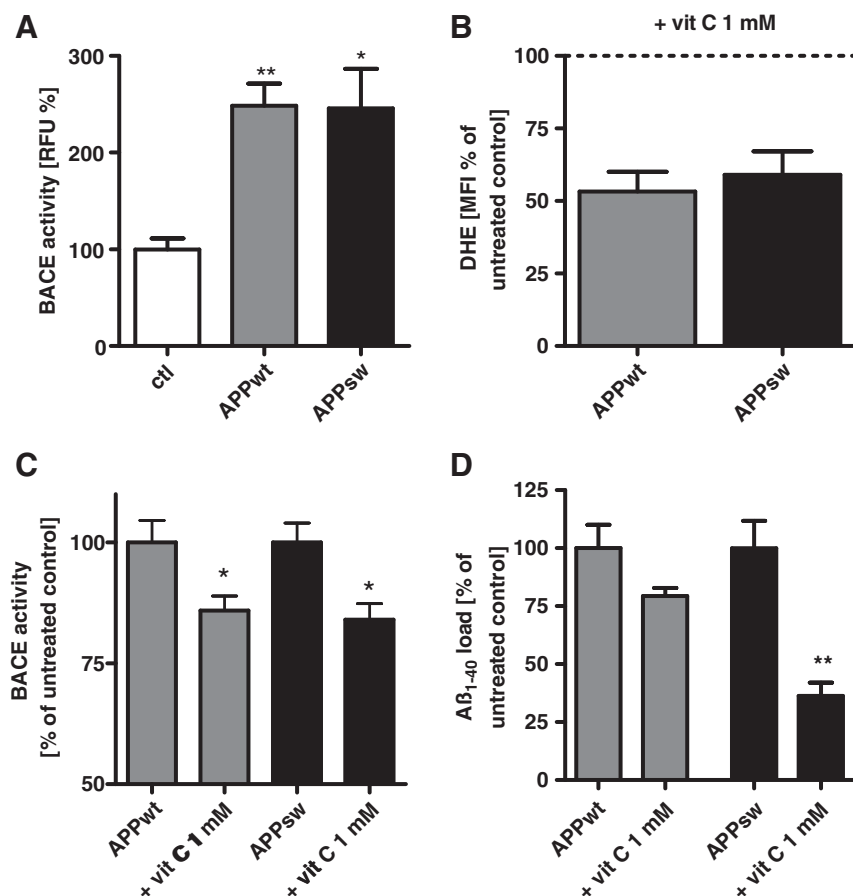 A
BACE activity [RFU %]
300
200
100
0
**
*
ctl
APPwt
APPsw
B
+ vit C 1 mM
DHE [MFI % of
untreated control]
100
75
50
25
0
APPwt
APPsw
C
BACE activity
[% of untreated control]
100
75
50
*
*
APPwt
+ vit C 1 mM
APPsw
+ vit C 1 mM
D
Aß1-40 load [% of
untreated control]
125
100
75
50
25
0
**
APPwt
+ vit C 1 mM
APPsw
+ vit C 1 mM